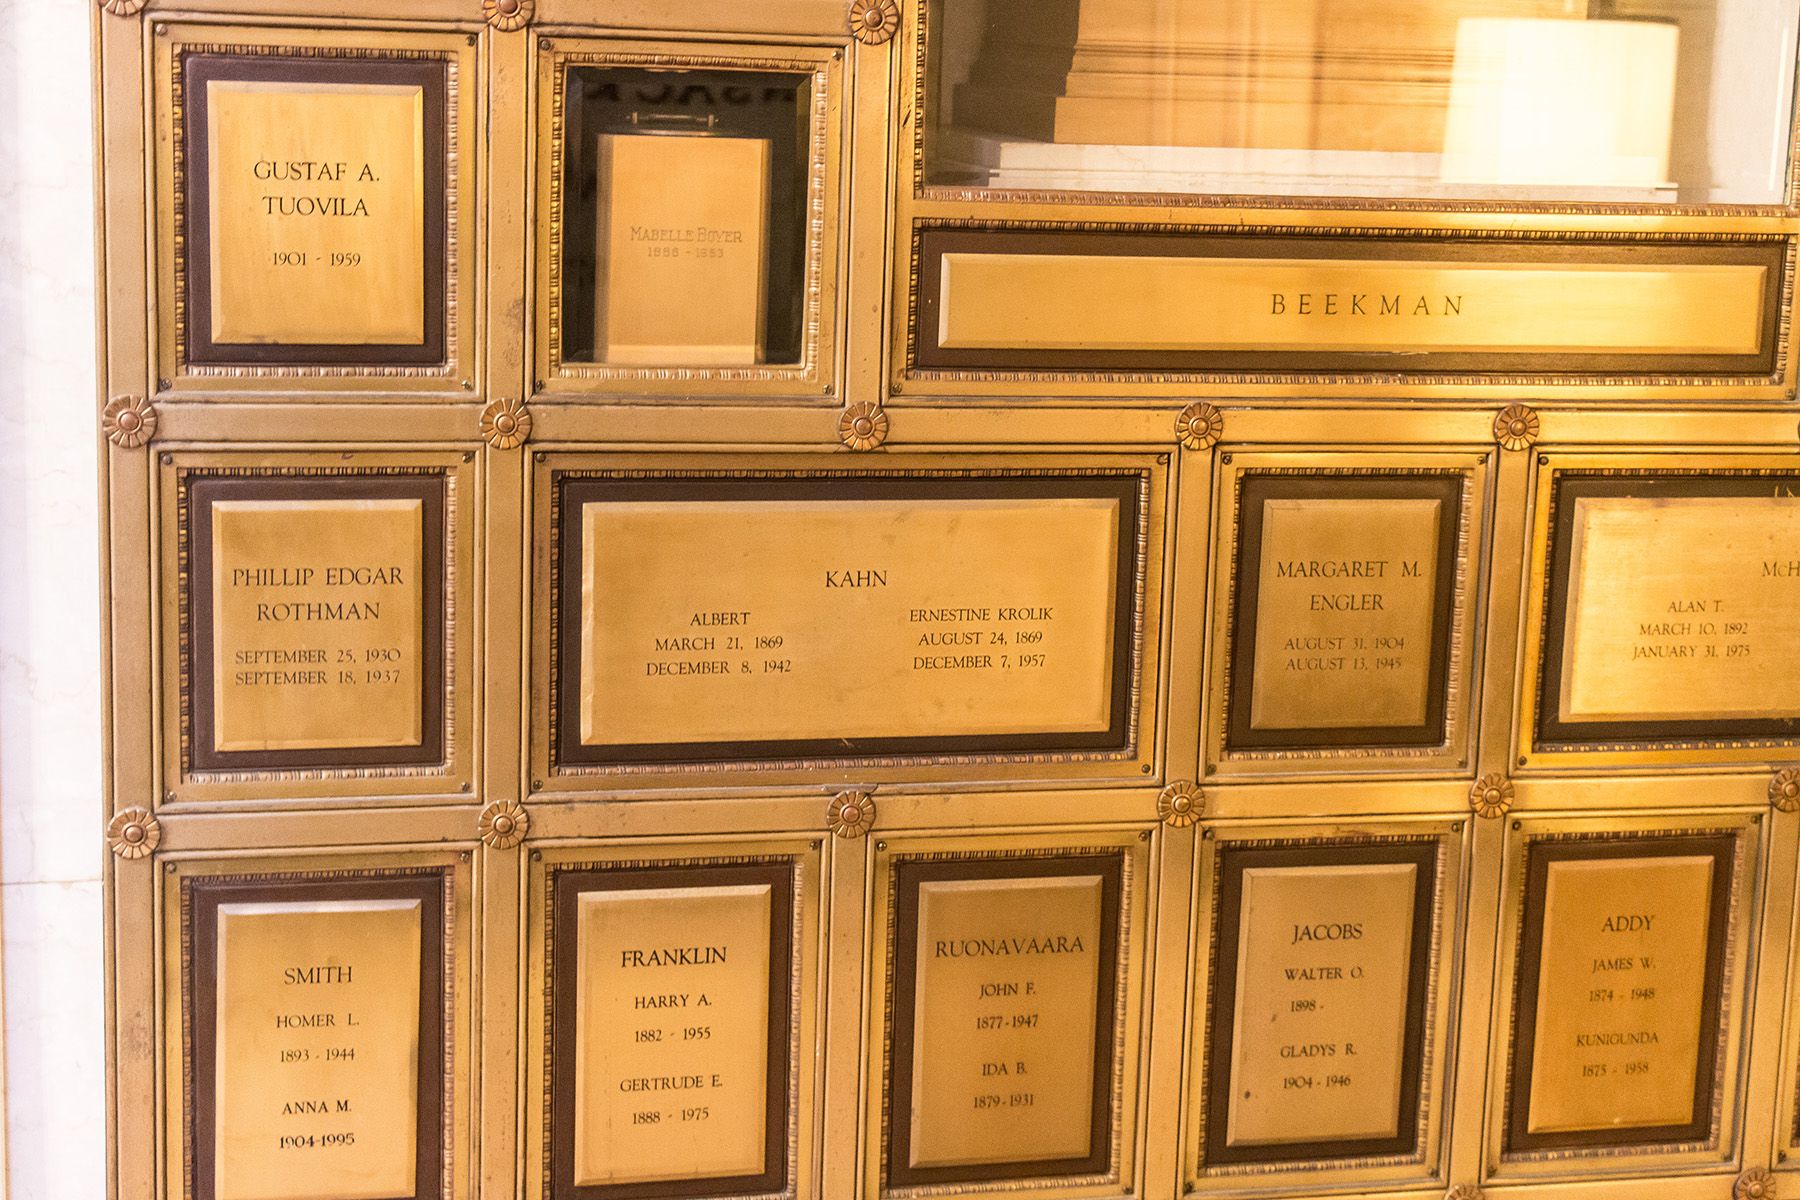 GUSTAF A.
TUOVILA
1901 - 1959
MABELLE BOYER
BEEKMAN
PHILLIP EDGAR
ROTHMAN
SEPTEMBER 25, 1930
SEPTEMBER 18, 1937
KAHN
ALBERT
MARCH 21, 1869
DECEMBER 8, 1942
ERNESTINE KROLIK
AUGUST 24, 1869
DECEMBER 7, 1957
MARGARET M.
ENGLER
AUGUST 31, 1904
AUGUST 13, 1945
McH
ALAN T.
MARCH 10, 1892
JANUARY 31, 1975
SMITH
HOMER L.
1893 - 1944
ANNA M.
1904-1995
FRANKLIN
HARRY A.
1882 - 1955
GERTRUDE E.
1888 - 1975
RUONAVAARA
JOHN F.
1877-1947
IDA B.
1879-1931
JACOBS
WALTER O.
1898 -
GLADYS R.
1904 - 1946
ADDY
JAMES W.
1874 - 1948
KUNIGUNDA
1875 - 1958